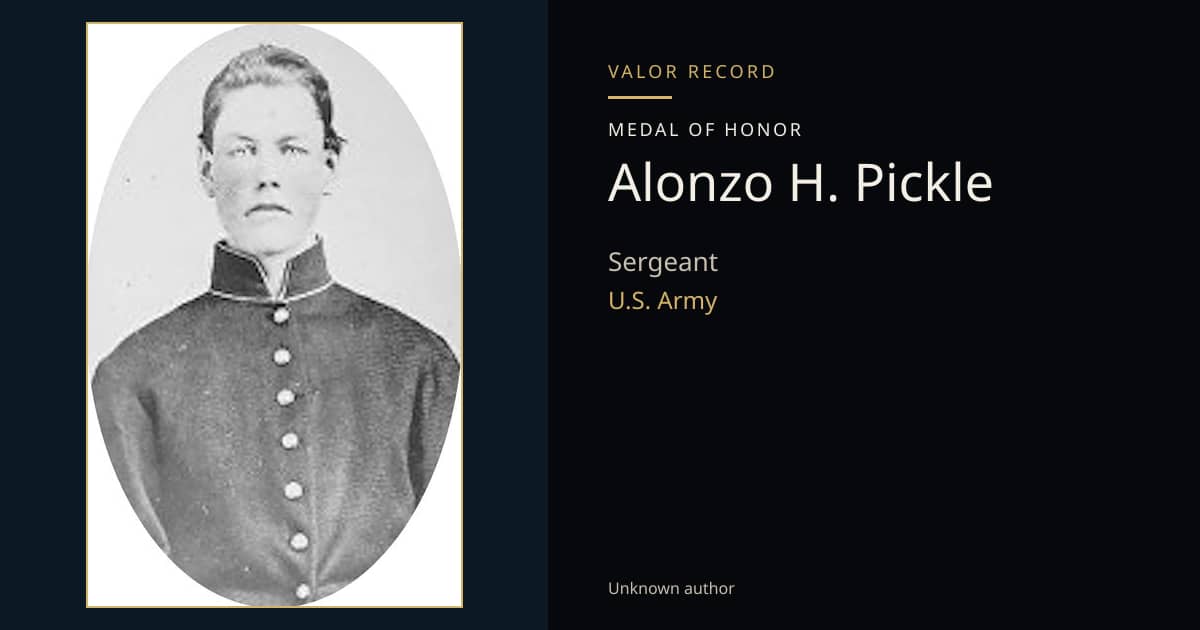 VALOR RECORD
MEDAL OF HONOR
Alonzo H. Pickle
Sergeant
U.S. Army
Unknown author